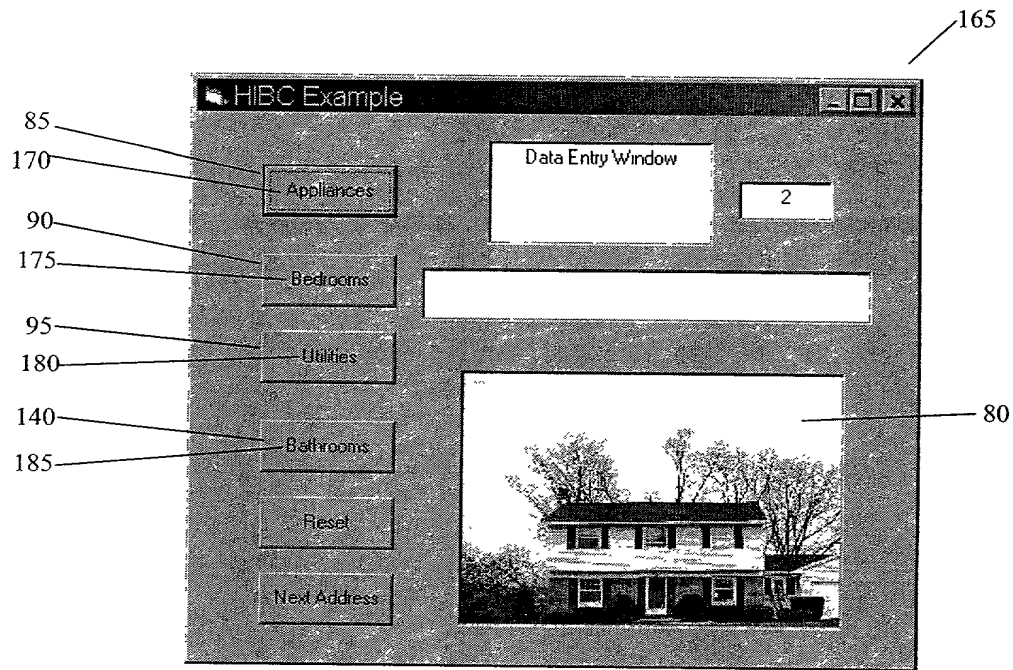 165
HIBC Example
85
170
Appliances
Data Entry Window
2
90
175
Bedrooms
95
180
Utilities
140
185
Bathrooms
80
Reset
Next Address